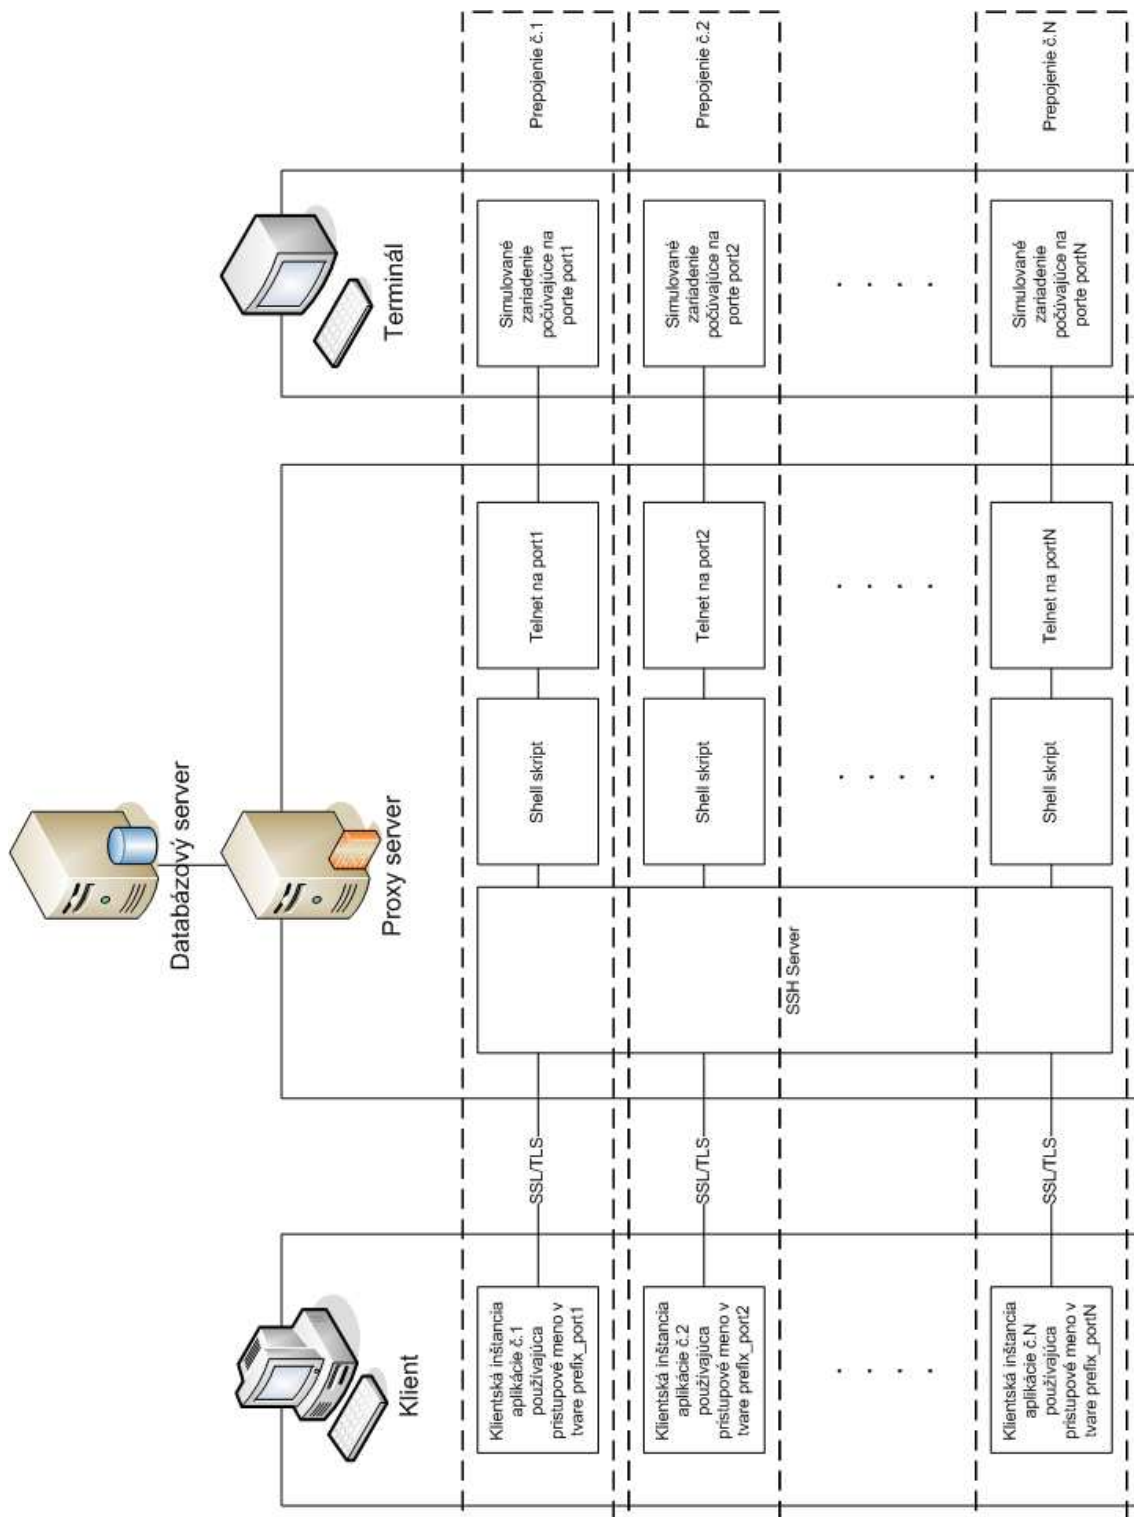 Databázový server
Klient
Proxy server
Terminál
Klientská inštancia
aplikácie č.1
používajúca
prístupové meno v
tvare prefix_port1
SSL/TLS
Shell skript
Telnet na port1
Simulované
zariadenie
počúvajúce na
porte port1
Prepojenie č.1
Klientská inštancia
aplikácie č.2
používajúca
prístupové meno v
tvare prefix_port2
SSL/TLS
Shell skript
Telnet na port2
Simulované
zariadenie
počúvajúce na
porte port2
Prepojenie č.2
SSH Server
. . . .
. . . .
. . . .
. . . .
Klientská inštancia
aplikácie č.N
používajúca
prístupové meno v
tvare prefix_portN
SSL/TLS
Shell skript
Telnet na portN
Simulované
zariadenie
počúvajúce na
porte portN
Prepojenie č.N